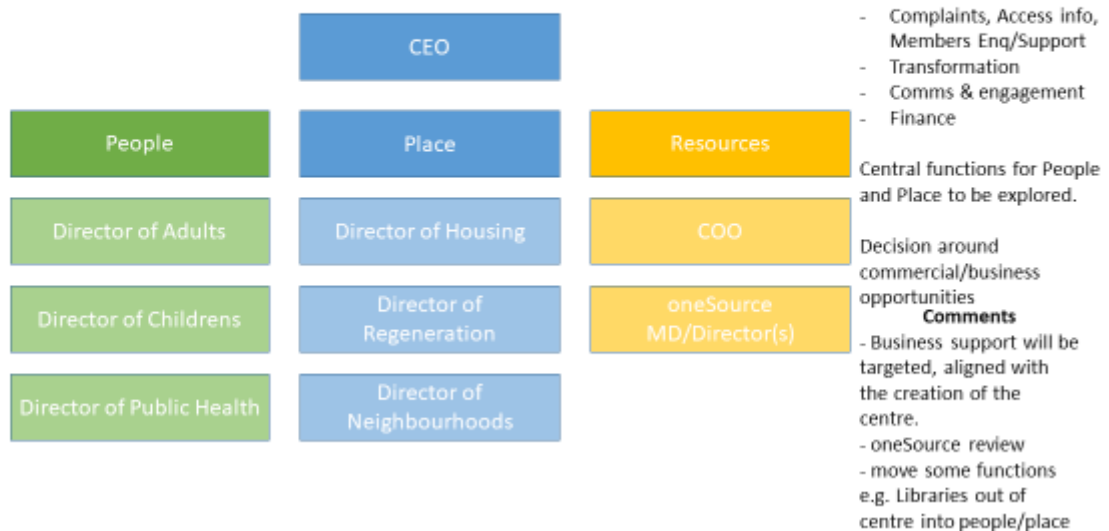 CEO
People
Place
Resources
Director of Adults
Director of Housing
COO
Director of Childrens
Director of
Regeneration
oneSource
MD/Director(s)
Director of Public Health
Director of
Neighbourhoods
- Complaints, Access info,
Members Enq/Support
- Transformation
- Comms & engagement
- Finance
Central functions for People
and Place to be explored.
Decision around
commercial/business
opportunities
Comments
- Business support will be
targeted, aligned with
the creation of the
centre.
- oneSource review
- move some functions
e.g. Libraries out of
centre into people/place